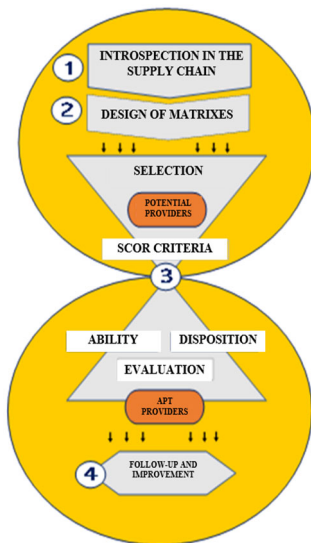 1
INTROSPECTION IN THE
SUPPLY CHAIN
2
DESIGN OF MATRIXES
SELECTION
POTENTIAL
PROVIDERS
SCOR CRITERIA
3
ABILITY
DISPOSITION
EVALUATION
APT
PROVIDERS
4
FOLLOW-UP AND
IMPROVEMENT